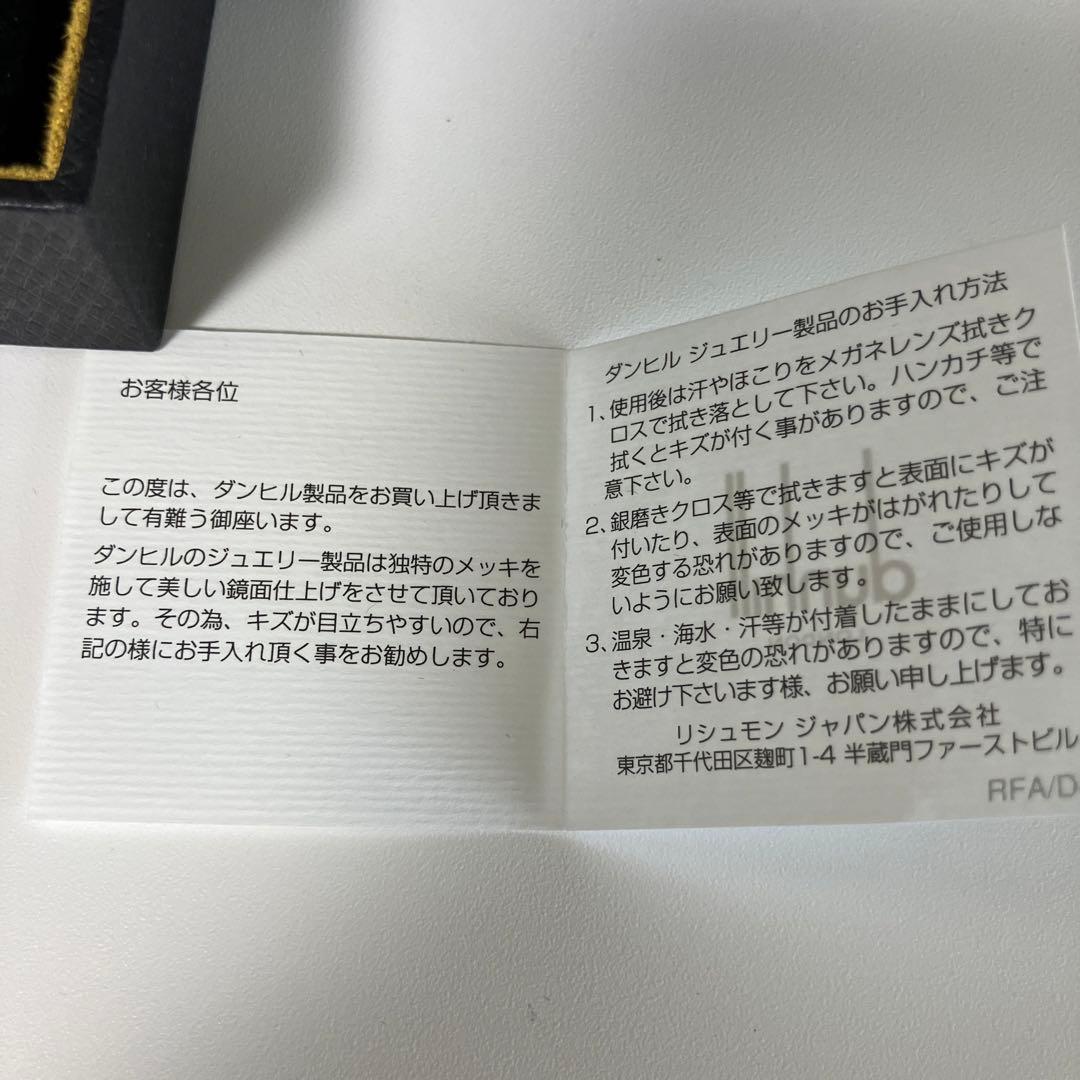 お客様各位
この度は、ダンヒル製品をお買い上げ頂きま
して有難う御座います。
ダンヒルのジュエリー製品は独特のメッキを
施して美しい鏡面仕上げをさせて頂いており
ます。その為、キズが目立ちやすいので、右
記の様にお手入れ頂く事をお勧めします。
ダンヒル ジュエリー製品のお手入れ方法
1、使用後は汗やほこりをメガネレンズ拭きク
ロスで拭き落として下さい。ハンカチ等で
拭くとキズが付く事がありますので、ご注
意下さい。
2、銀磨きクロス等で拭きますと表面にキズが
付いたり、表面のメッキがはがれたりして
変色する恐れがありますので、ご使用しな
いようにお願い致します。
3、温泉・海水・汗等が付着したままにしてお
きますと変色の恐れがありますので、特に
お避け下さいます様、お願い申し上げます。
リシュモン ジャパン株式会社
東京都千代田区麹町1-4 半蔵門ファーストビル
RFA/D